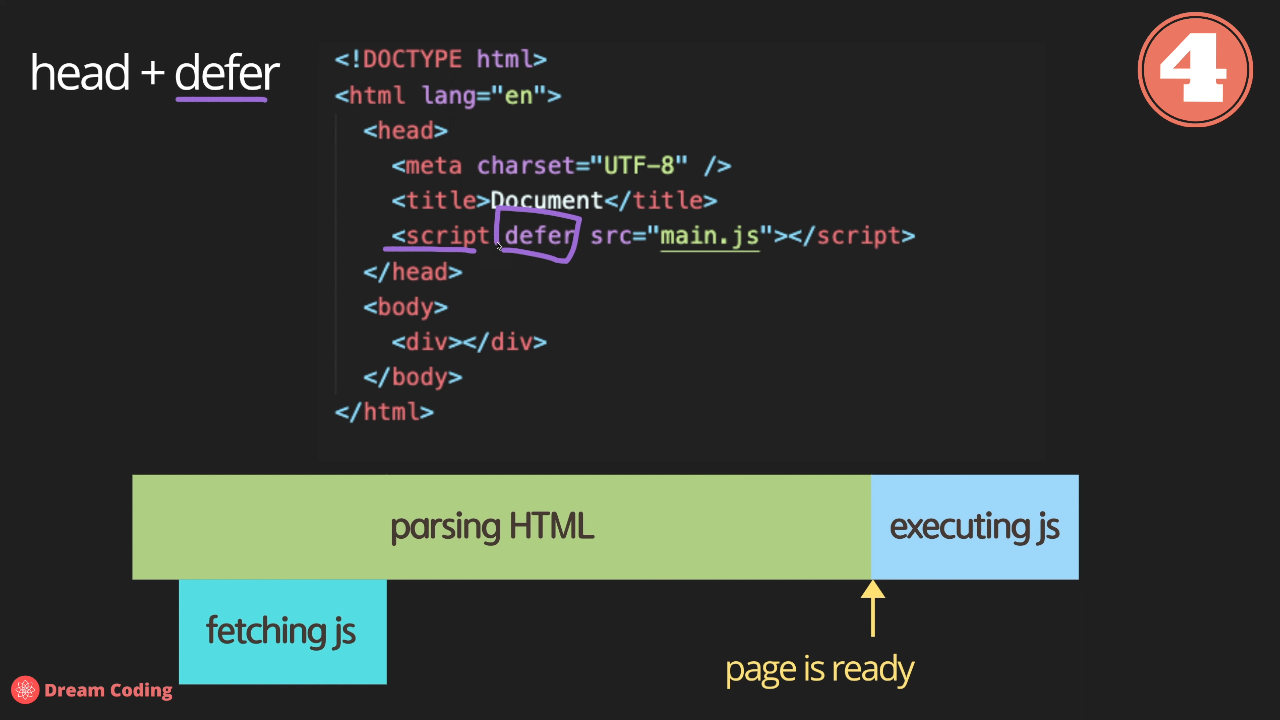 head + defer
4
<!DOCTYPE html>
<html lang="en">
<head>
<meta charset="UTF-8" />
<title>Document</title>
<script defer src="main.js"></script>
</head>
<body>
<div></div>
</body>
</html>
parsing HTML
executing js
fetching js
page is ready
Dream Coding